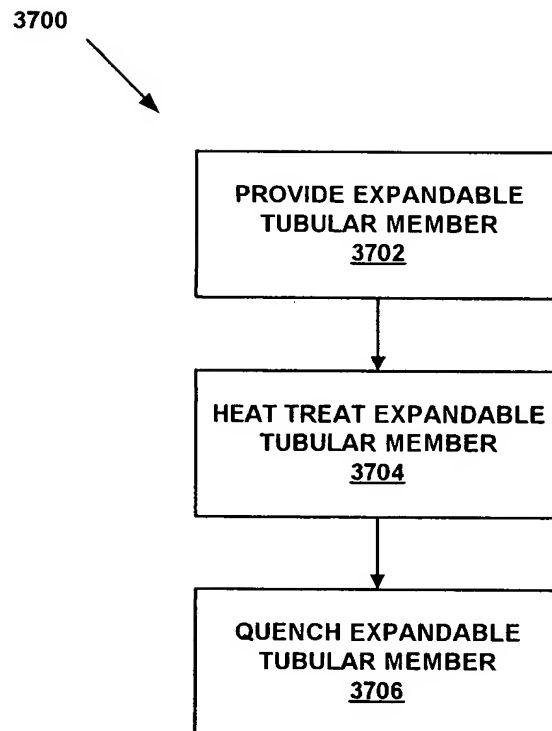 3700
PROVIDE EXPANDABLE
TUBULAR MEMBER
3702
HEAT TREAT EXPANDABLE
TUBULAR MEMBER
3704
QUENCH EXPANDABLE
TUBULAR MEMBER
3706